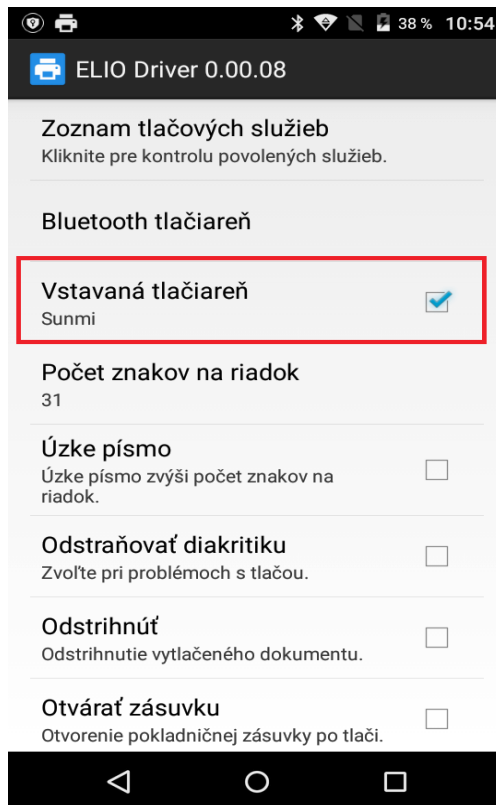 38 % 10:54
ELIO Driver 0.00.08
Zoznam tlačových služieb
Kliknite pre kontrolu povolených služieb.
Bluetooth tlačiareň
Vstavaná tlačiareň
Sunmi
Počet znakov na riadok
31
Úzke písmo
Úzke písmo zvýši počet znakov na
riadok.
Odstraňovať diakritiku
Zvoľte pri problémoch s tlačou.
Odstrihnúť
Odstrihnutie vytlačeného dokumentu.
Otvárať zásuvku
Otvorenie pokladničnej zásuvky po tlači.